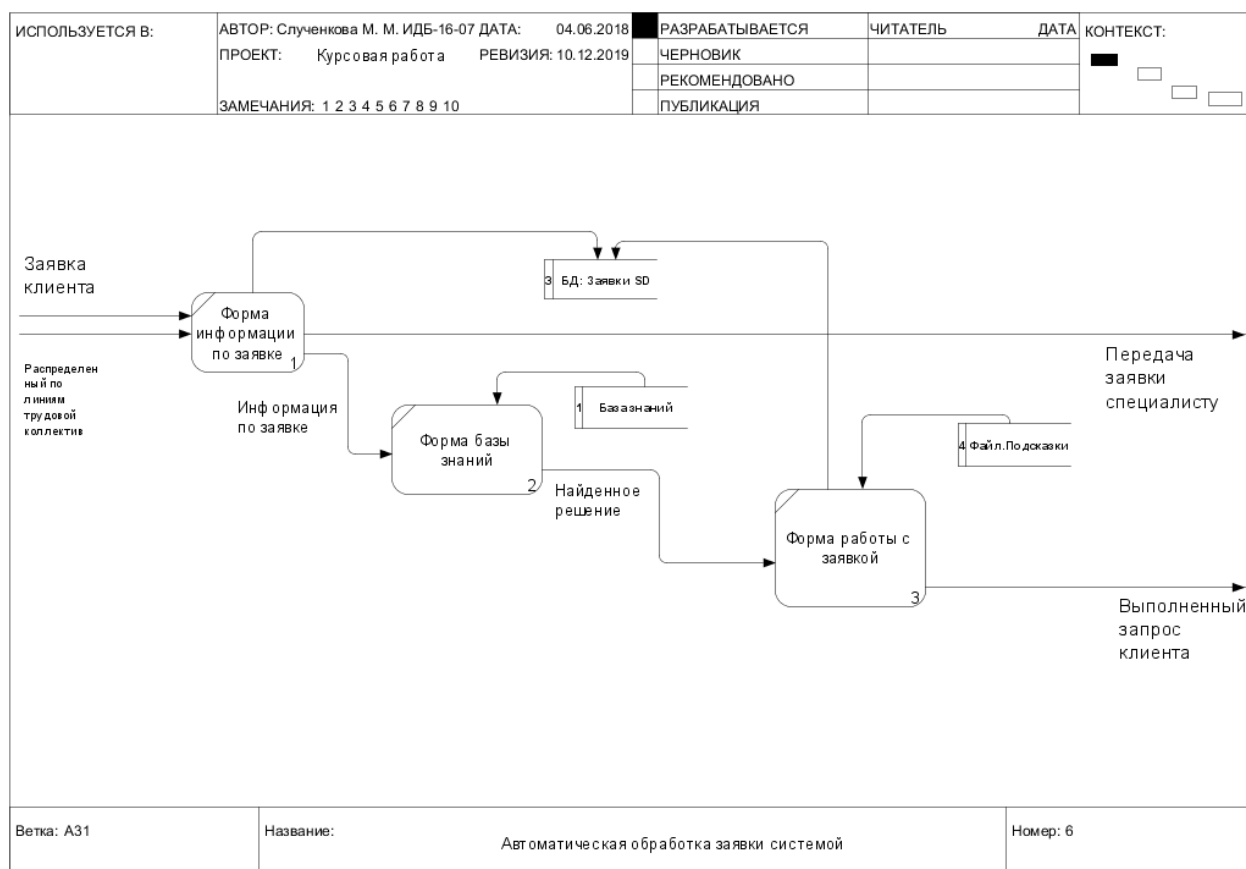 ИСПОЛЬЗУЕТСЯ В:
АВТОР: Слученкова М. М. ИДБ-16-07 ДАТА: 04.06.2018
ПРОЕКТ: Курсовая работа РЕВИЗИЯ: 10.12.2019
ЗАМЕЧАНИЯ: 1 2 3 4 5 6 7 8 9 10
РАЗРАБАТЫВАЕТСЯ
ЧЕРНОВИК
РЕКОМЕНДОВАНО
ПУБЛИКАЦИЯ
ЧИТАТЕЛЬ ДАТА
КОНТЕКСТ:
Заявка
клиента
Распределен
ный по
линиям
трудовой
коллектив
Форма
информации
по заявке
1
3 БД: Заявки SD
Передача
заявки
специалисту
Информация
по заявке
1 База знаний
Форма базы
знаний
2
4 Файл.Подсказки
Найденное
решение
Форма работы с
заявкой
3
Выполненный
запрос
клиента
Ветка: A31
Название:
Автоматическая обработка заявки системой
Номер: 6